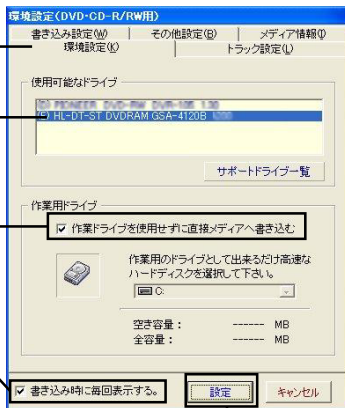 環境設定(DVD・CD-R/RW用)
書き込み設定(W) その他設定(B) メディア情報(I)
環境設定(K) トラック設定(L)
使用可能なドライブ
(D) PIONEER DVD-RW DVR-105 1.30
(E) HL-DT-ST DVDRAM GSA-4120B
サポートドライブ一覧
作業用ドライブ
作業ドライブを使用せずに直接メディアへ書き込む
作業用のドライブとして出来るだけ高速な
ハードディスクを選択して下さい。
C:
空き容量： ------ MB
全容量： ------ MB
書き込み時に毎回表示する。
設定 キャンセル